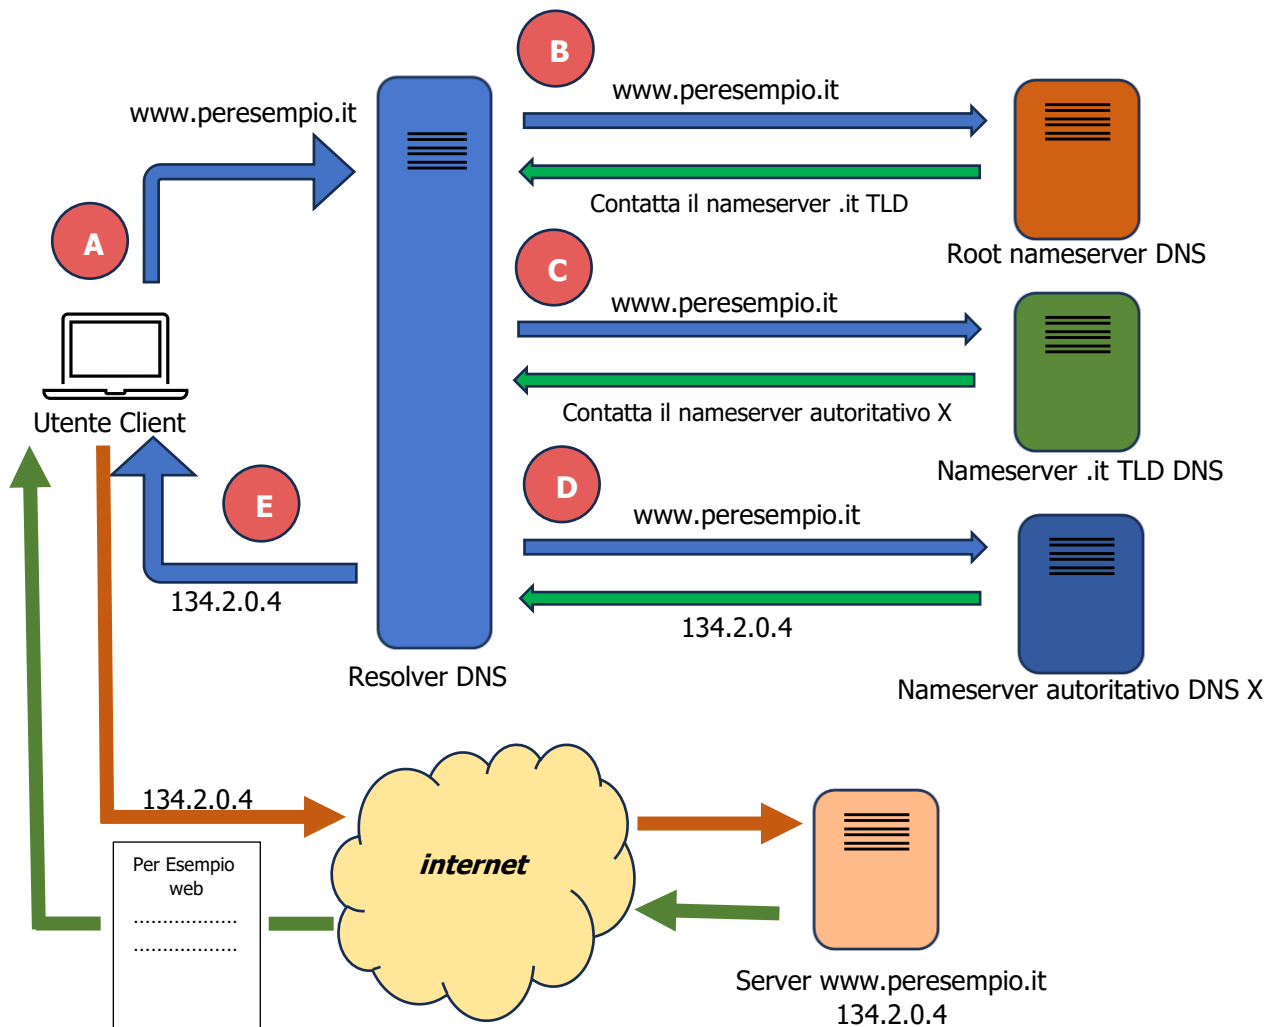 B
www.peresempio.it
www.peresempio.it
Contatta il nameserver .it TLD
Root nameserver DNS
A
C
www.peresempio.it
Contatta il nameserver autoritativo X
Utente Client
Nameserver .it TLD DNS
D
E
www.peresempio.it
134.2.0.4
134.2.0.4
Resolver DNS
Nameserver autoritativo DNS X
134.2.0.4
internet
Per Esempio
web
..................
..................
Server www.peresempio.it
134.2.0.4